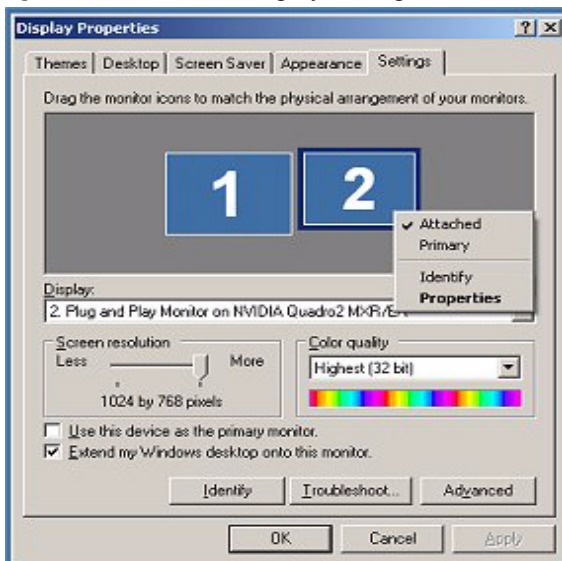 Display Properties
Themes Desktop Screen Saver Appearance Settings
Drag the monitor icons to match the physical arrangement of your monitors.
1 2
Attached
Primary
Identify
Properties
Display:
2. Plug and Play Monitor on NVIDIA Quadro2 MXR/EX
Screen resolution
Less More
1024 by 768 pixels
Color quality
Highest (32 bit)
Use this device as the primary monitor.
Extend my Windows desktop onto this monitor.
Identify Troubleshoot... Advanced
OK Cancel Apply